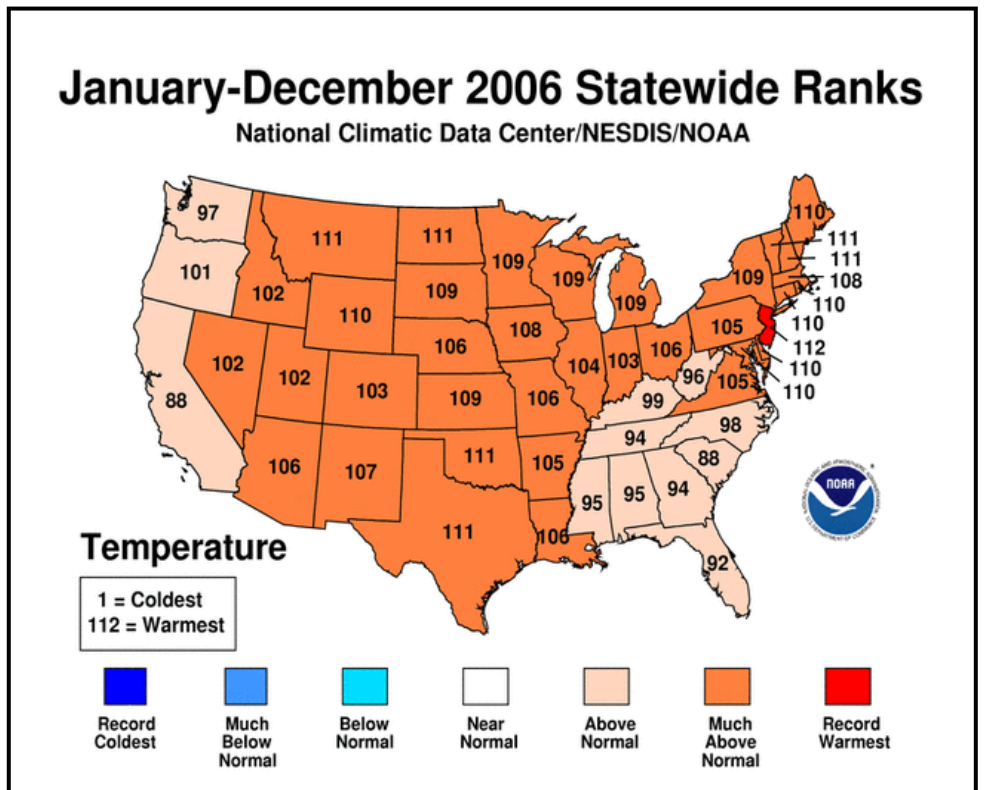 January-December 2006 Statewide Ranks
National Climatic Data Center/NESDIS/NOAA
97
111
111
109
110
111
111
101
102
110
109
109
109
109
108
110
110
112
110
110
102
102
103
106
108
104
103
106
105
88
109
106
99
96
105
106
107
111
105
94
98
88
111
106
95
95
94
92
NOAA
Temperature
1 = Coldest
112 = Warmest
Record
Coldest
Much
Below
Normal
Below
Normal
Near
Normal
Above
Normal
Much
Above
Normal
Record
Warmest